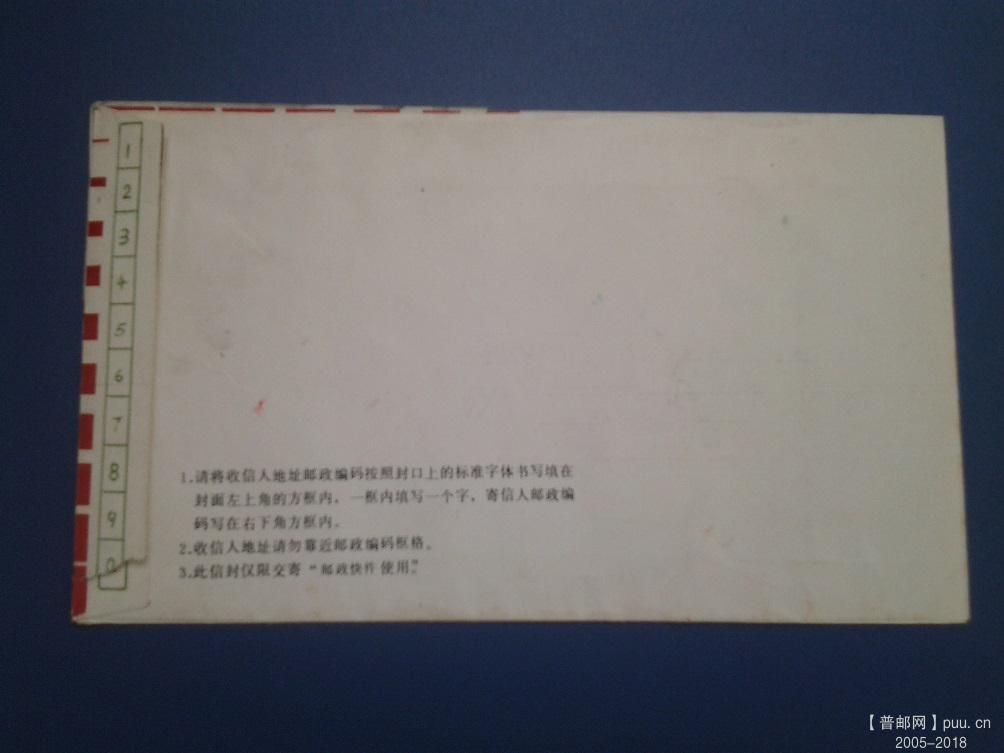 1
2
3
4
5
6
7
8
9
0
1.请将收信人地址邮政编码按照封口上的标准字体书写填在
封面左上角的方框内，一框内填写一个字，寄信人邮政编
码写在右下角方框内。
2.收信人地址请勿靠近邮政编码框格。
3.此信封仅限交寄“邮政快件使用”。
【普邮网】puu.cn
2005-2018